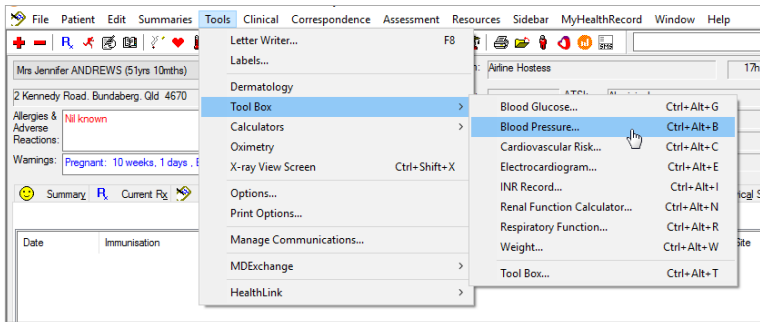 File Patient Edit Summaries Tools Clinical Correspondence Assessment Resources Sidebar MyHealthRecord Window Help
Mrs Jennifer ANDREWS (51yrs 10mths)
Airline Hostess
17h
2 Kennedy Road. Bundaberg. Qld 4670
Allergies &
Adverse
Reactions:
Nil known
Warnings:
Pregnant: 10 weeks, 1 days ,
Summary Rx Current Rx
Date Immunisation
Letter Writer... F8
Labels...
Dermatology
Tool Box >
Calculators >
Oximetry
X-ray View Screen Ctrl+Shift+X
Options...
Print Options...
Manage Communications...
MDExchange >
HealthLink >
Blood Glucose... Ctrl+Alt+G
Blood Pressure... Ctrl+Alt+B
Cardiovascular Risk... Ctrl+Alt+C
Electrocardiogram... Ctrl+Alt+E
INR Record... Ctrl+Alt+I
Renal Function Calculator... Ctrl+Alt+N
Respiratory Function... Ctrl+Alt+R
Weight... Ctrl+Alt+W
Tool Box... Ctrl+Alt+T